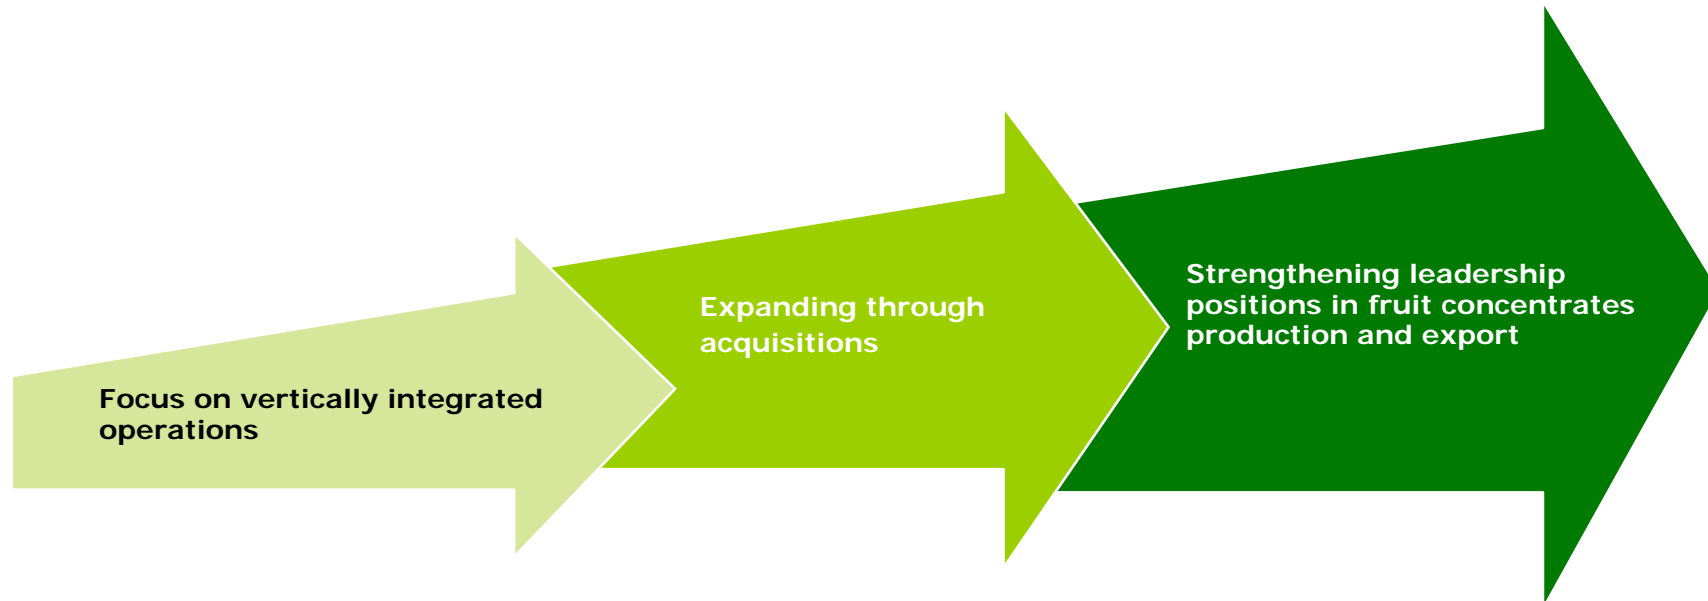 Focus on vertically integrated
operations
Expanding through
acquisitions
Strengthening leadership
positions in fruit concentrates
production and export